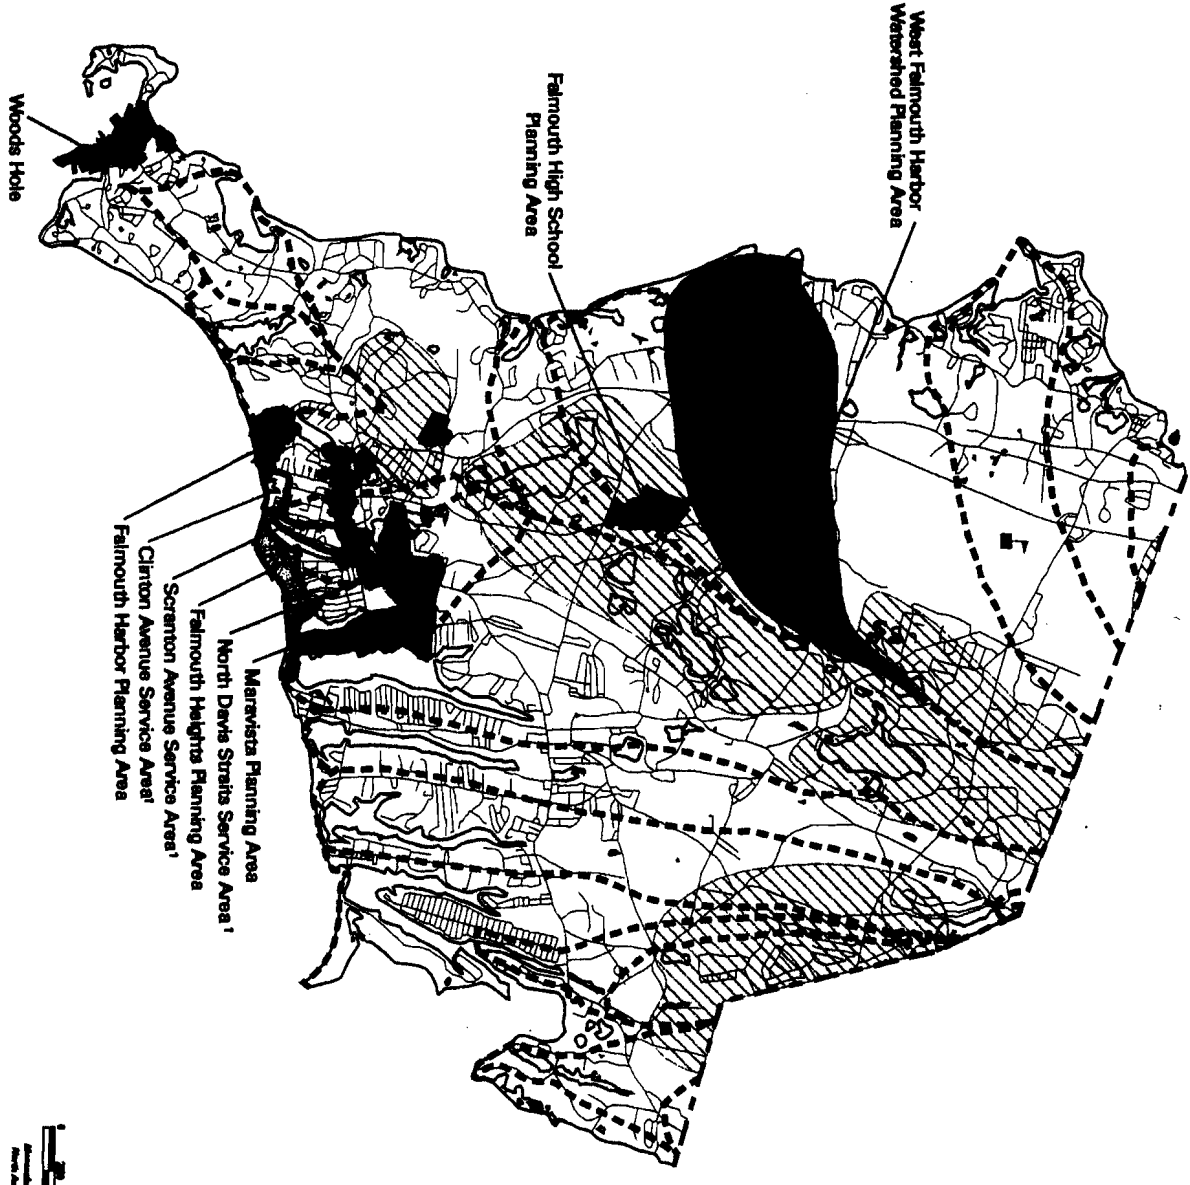 West Falmouth Harbor
Watershed Planning Area
Falmouth High School
Planning Area
Woods Hole
Maravista Planning Area
North Davis Straits Service Area¹
Falmouth Heights Planning Area
Scranton Avenue Service Area¹
Clinton Avenue Service Area¹
Falmouth Harbor Planning Area
0